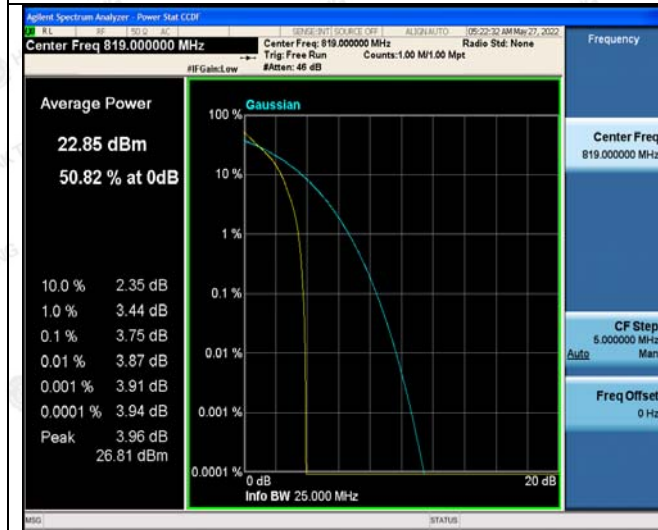 Agilent Spectrum Analyzer - Power Stat CCDF
RL RF 50 Ω AC SENSE:INT SOURCE OFF ALIGN AUTO 05:22:32 AM May 27, 2022
Center Freq 819.000000 MHz
Center Freq: 819.000000 MHz Radio Std: None
Trig: Free Run Counts:1.00 M/1.00 Mpt
#IFGain:Low #Atten: 46 dB
Frequency
Average Power
22.85 dBm
50.82 % at 0dB
10.0 % 2.35 dB
1.0 % 3.44 dB
0.1 % 3.75 dB
0.01 % 3.87 dB
0.001 % 3.91 dB
0.0001 % 3.94 dB
Peak 3.96 dB
26.81 dBm
Gaussian
100 %
10 %
1 %
0.1 %
0.01 %
0.001 %
0.0001 %
0 dB 20 dB
Info BW 25.000 MHz
Center Freq
819.000000 MHz
CF Step
5.000000 MHz
Auto Man
Freq Offset
0 Hz
MSG STATUS